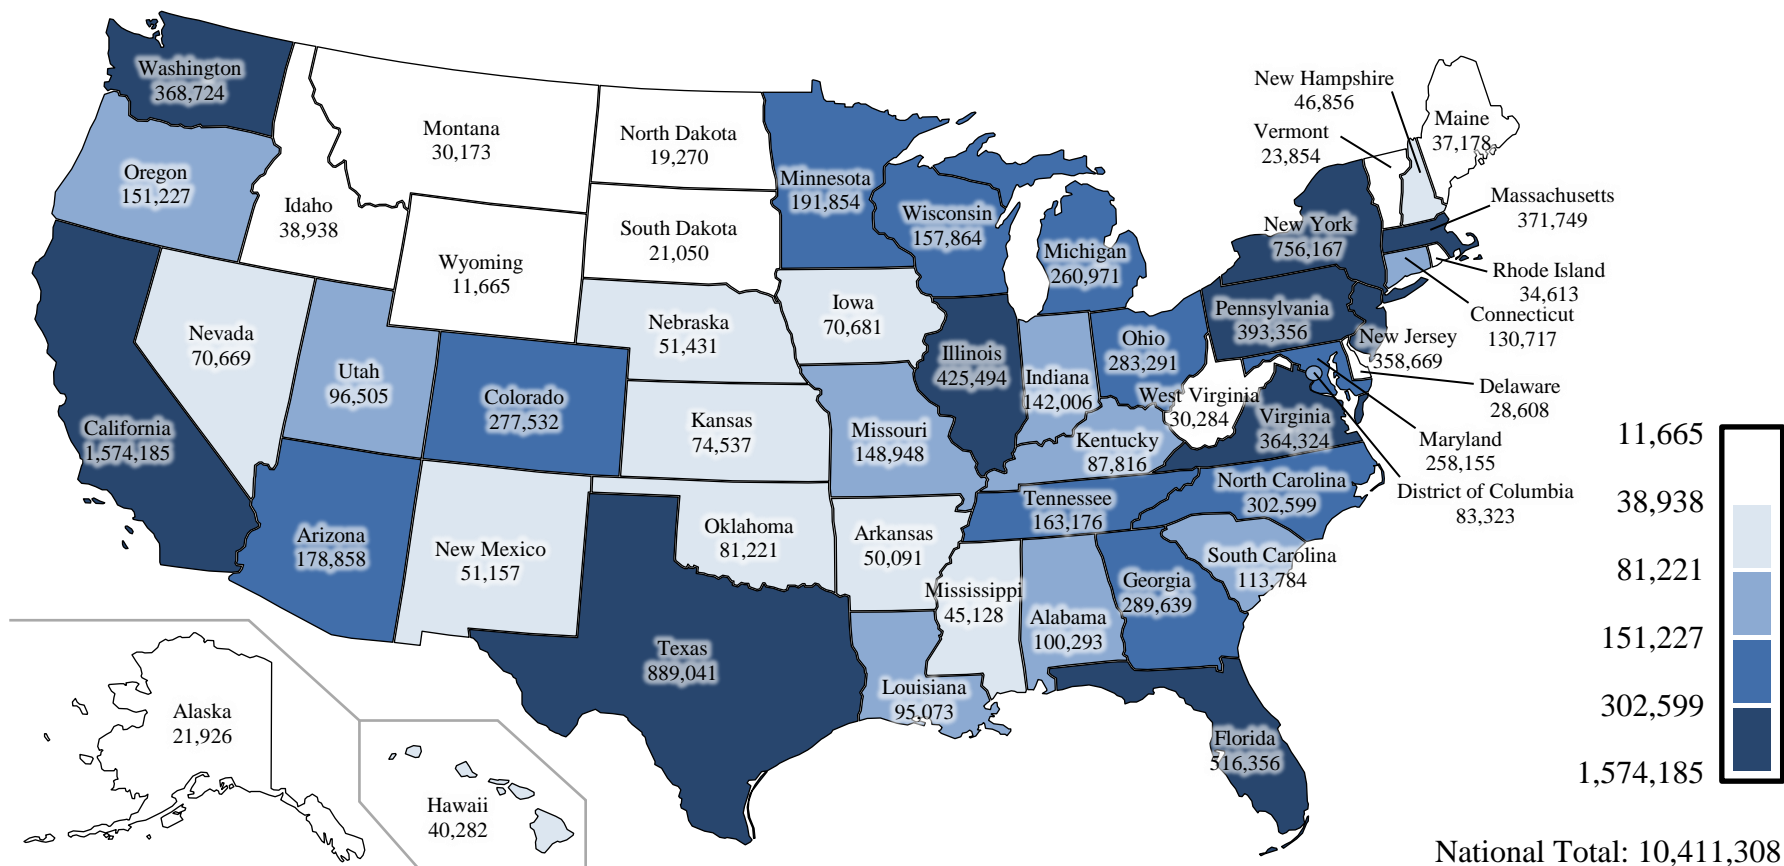 Washington
368,724
Oregon
151,227
California
1,574,185
Nevada
70,669
Idaho
38,938
Montana
30,173
Wyoming
11,665
Utah
96,505
Colorado
277,532
Arizona
178,858
New Mexico
51,157
North Dakota
19,270
South Dakota
21,050
Nebraska
51,431
Kansas
74,537
Oklahoma
81,221
Texas
889,041
Minnesota
191,854
Iowa
70,681
Missouri
148,948
Arkansas
50,091
Louisiana
95,073
Wisconsin
157,864
Illinois
425,494
Michigan
260,971
Indiana
142,006
Ohio
283,291
Kentucky
87,816
Tennessee
163,176
Mississippi
45,128
Alabama
100,293
Georgia
289,639
Florida
516,356
South Carolina
113,784
North Carolina
302,599
Virginia
364,324
West Virginia
30,284
Pennsylvania
393,356
New York
756,167
Vermont
23,854
New Hampshire
46,856
Maine
37,178
Massachusetts
371,749
Rhode Island
34,613
Connecticut
130,717
New Jersey
358,669
Delaware
28,608
Maryland
258,155
District of Columbia
83,323
Alaska
21,926
Hawaii
40,282
11,665
38,938
81,221
151,227
302,599
1,574,185
National Total: 10,411,308